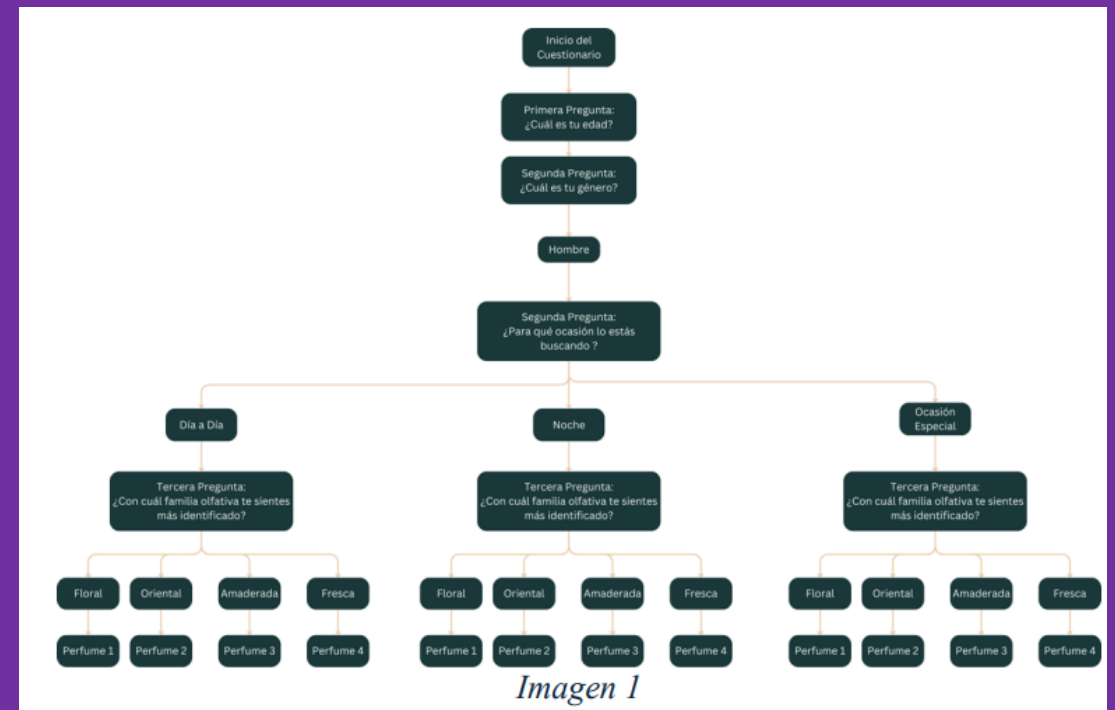 Inicio del
Cuestionario
Primera Pregunta:
¿Cuál es tu edad?
Segunda Pregunta:
¿Cuál es tu género?
Hombre
Segunda Pregunta:
¿Para qué ocasión lo estás
buscando ?
Día a Día
Noche
Ocasión
Especial
Tercera Pregunta:
¿Con cuál familia olfativa te sientes
más identificado?
Tercera Pregunta:
¿Con cuál familia olfativa te sientes
más identificado?
Tercera Pregunta:
¿Con cuál familia olfativa te sientes
más identificado?
Floral
Oriental
Amaderada
Fresca
Floral
Oriental
Amaderada
Fresca
Floral
Oriental
Amaderada
Fresca
Perfume 1
Perfume 2
Perfume 3
Perfume 4
Perfume 1
Perfume 2
Perfume 3
Perfume 4
Perfume 1
Perfume 2
Perfume 3
Perfume 4
Imagen 1